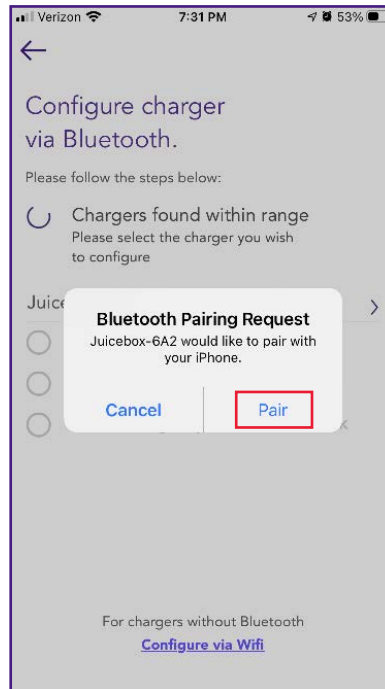 Verizon 7:31 PM 53%
Configure charger
via Bluetooth.
Please follow the steps below:
Chargers found within range
Please select the charger you wish
to configure
Bluetooth Pairing Request
Juicebox-6A2 would like to pair with
your iPhone.
Cancel Pair
For chargers without Bluetooth
Configure via Wifi